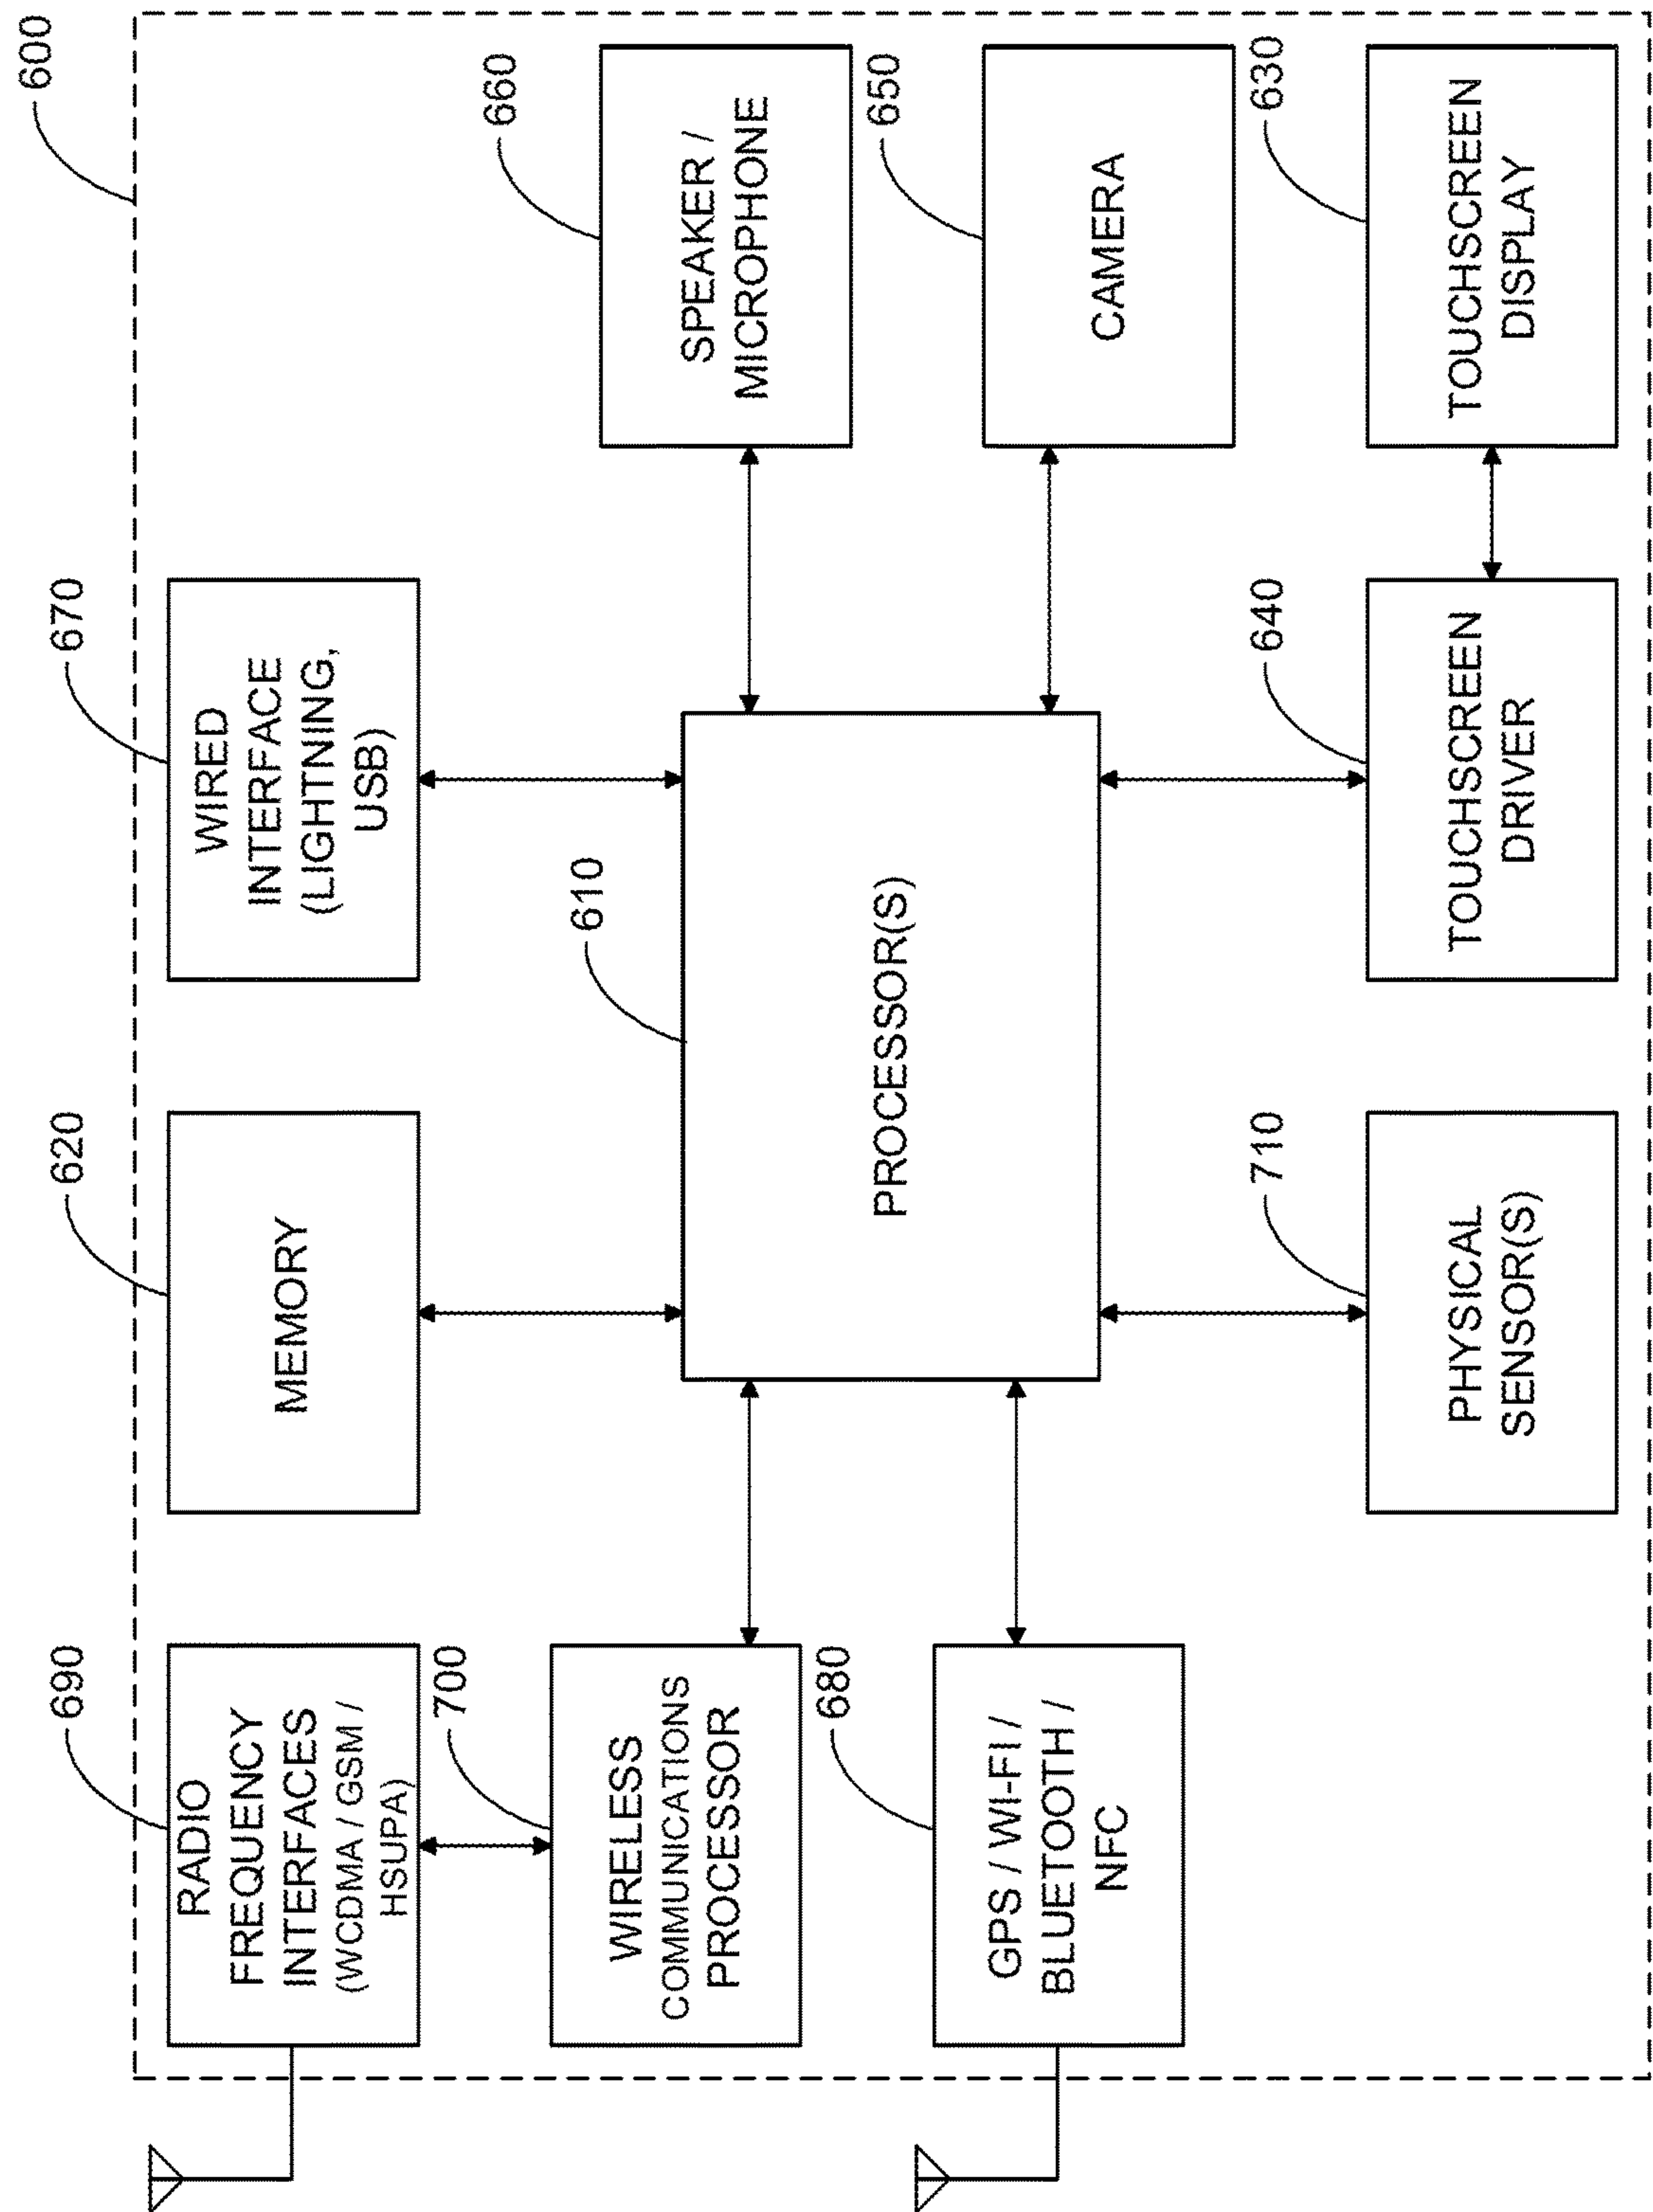 600
690
RADIO
FREQUENCY
INTERFACES
(WCDMA / GSM /
HSUPA)
620
MEMORY
670
WIRED
INTERFACE
(LIGHTNING,
USB)
700
WIRELESS
COMMUNICATIONS
PROCESSOR
610
PROCESSOR(S)
660
SPEAKER /
MICROPHONE
680
GPS / WI-FI /
BLUETOOTH /
NFC
650
CAMERA
710
PHYSICAL
SENSOR(S)
640
TOUCHSCREEN
DRIVER
630
TOUCHSCREEN
DISPLAY